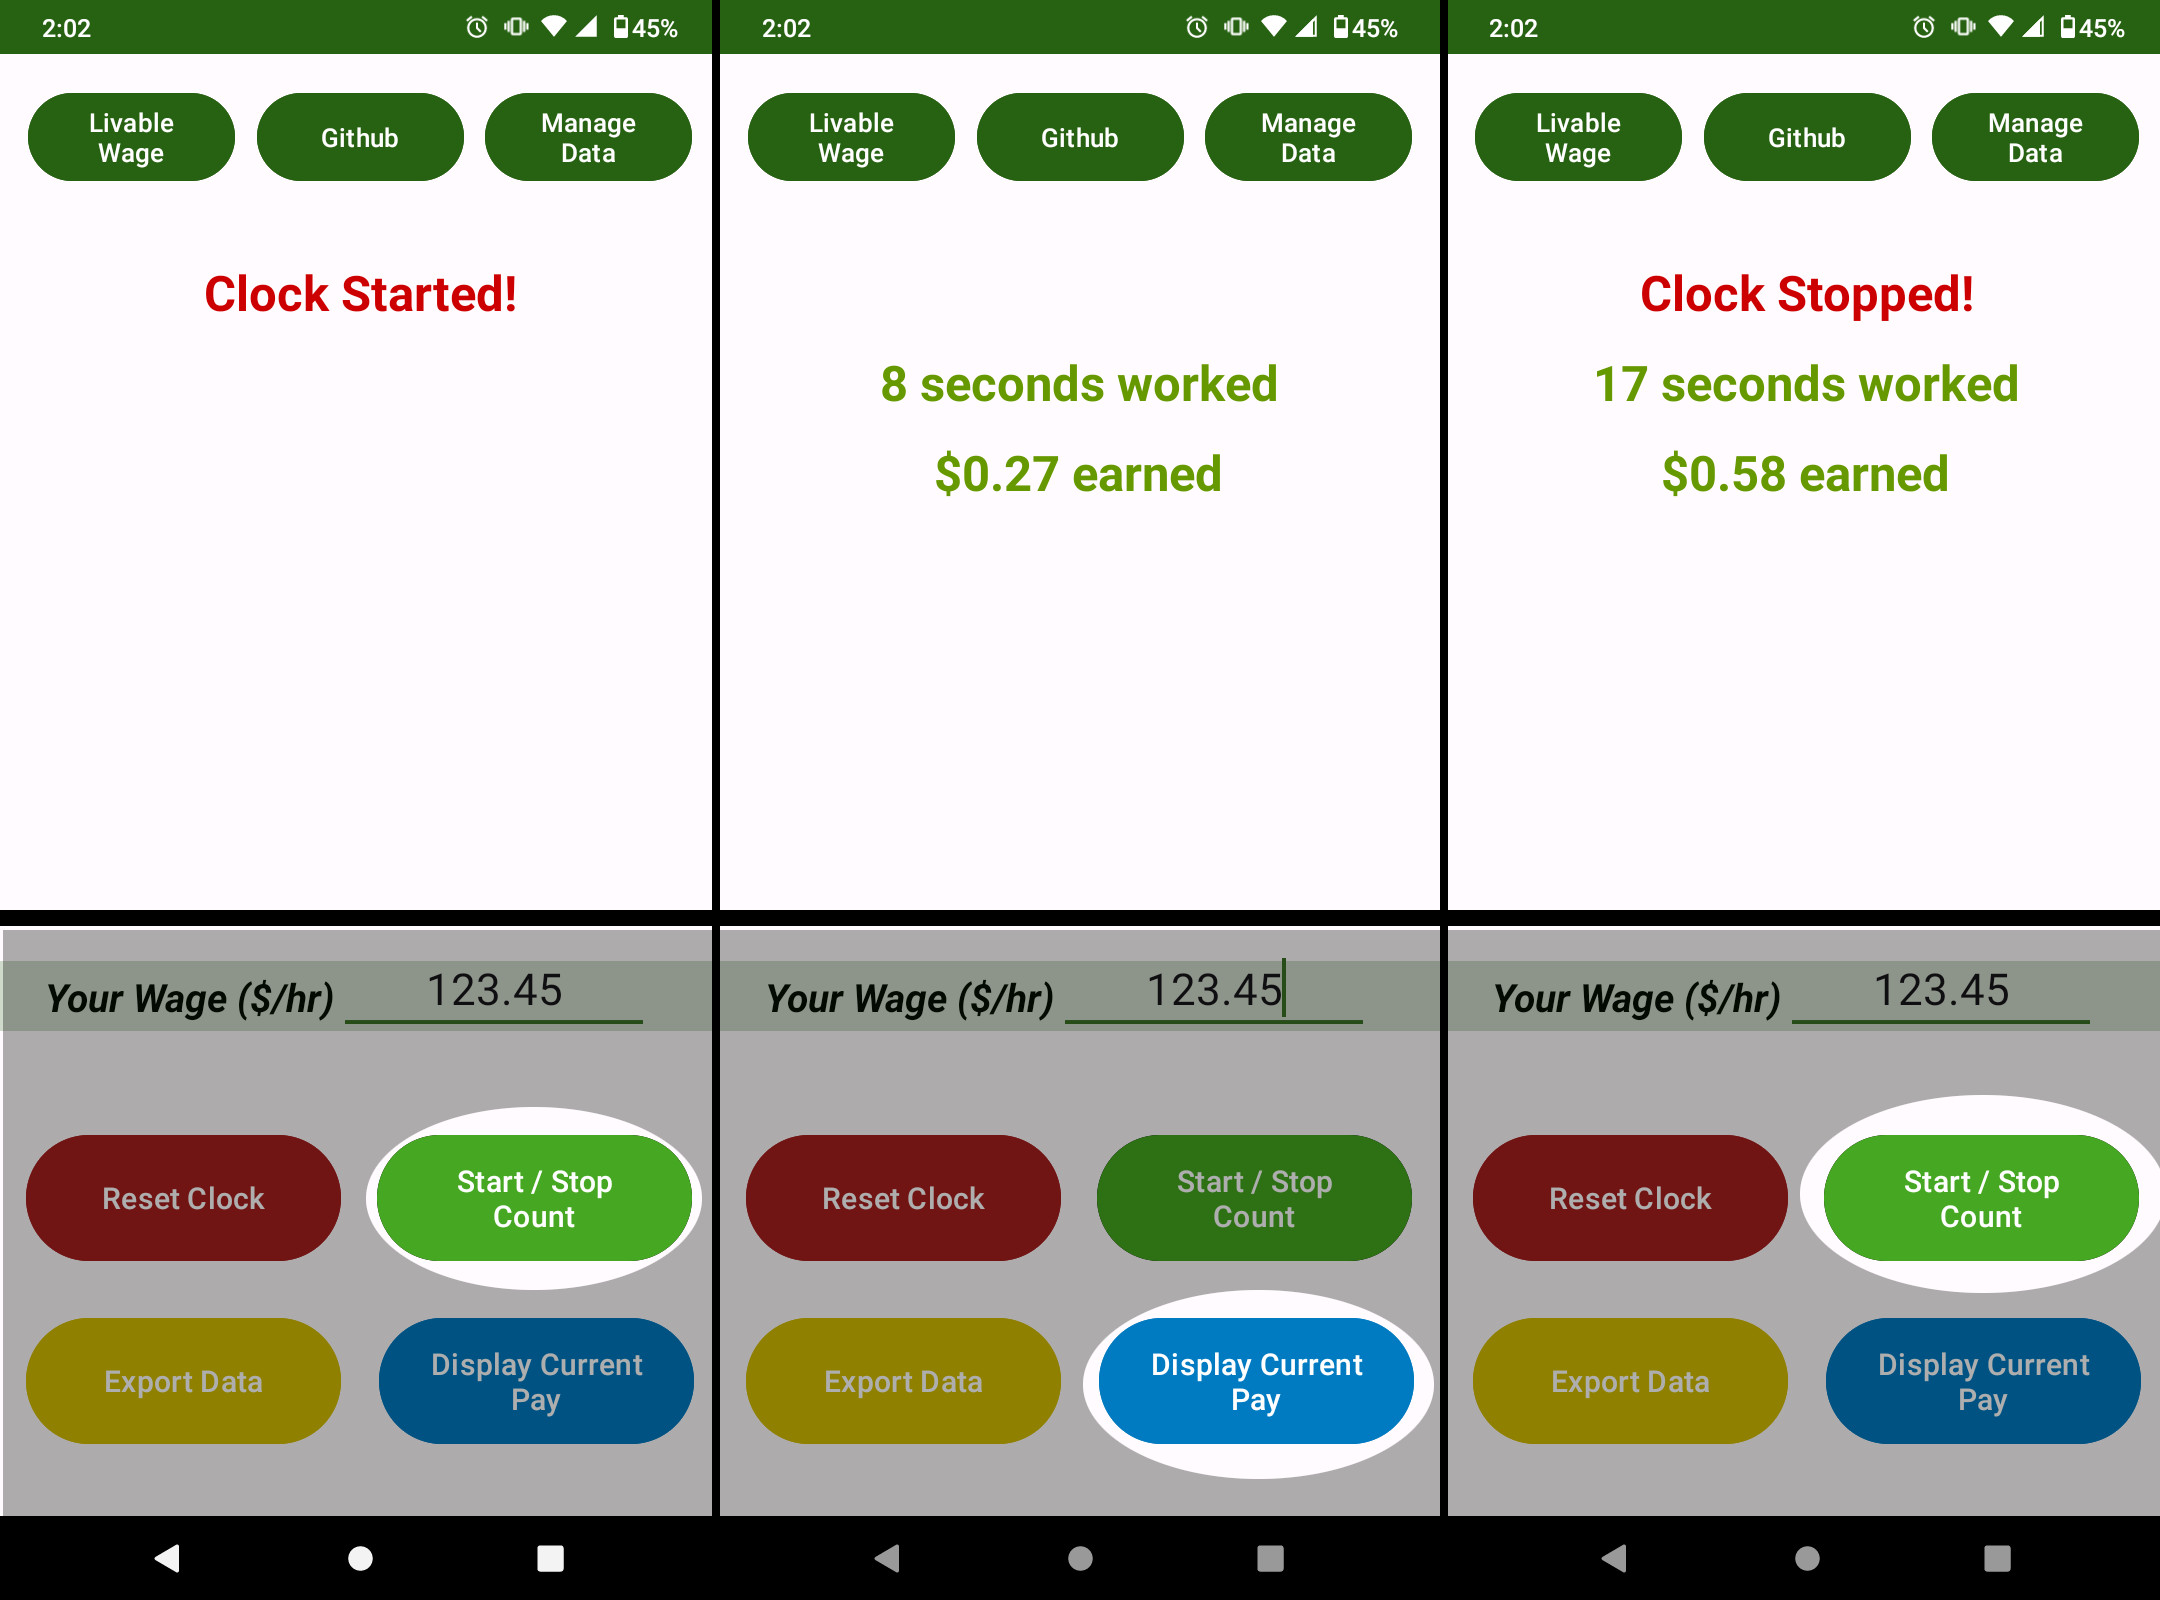 2:02
45%
Livable
Wage
Github
Manage
Data
Clock Started!
Your Wage ($/hr)
123.45
Reset Clock
Start / Stop
Count
Export Data
Display Current
Pay
2:02
45%
Livable
Wage
Github
Manage
Data
8 seconds worked
$0.27 earned
Your Wage ($/hr)
123.45
Reset Clock
Start / Stop
Count
Export Data
Display Current
Pay
2:02
45%
Livable
Wage
Github
Manage
Data
Clock Stopped!
17 seconds worked
$0.58 earned
Your Wage ($/hr)
123.45
Reset Clock
Start / Stop
Count
Export Data
Display Current
Pay